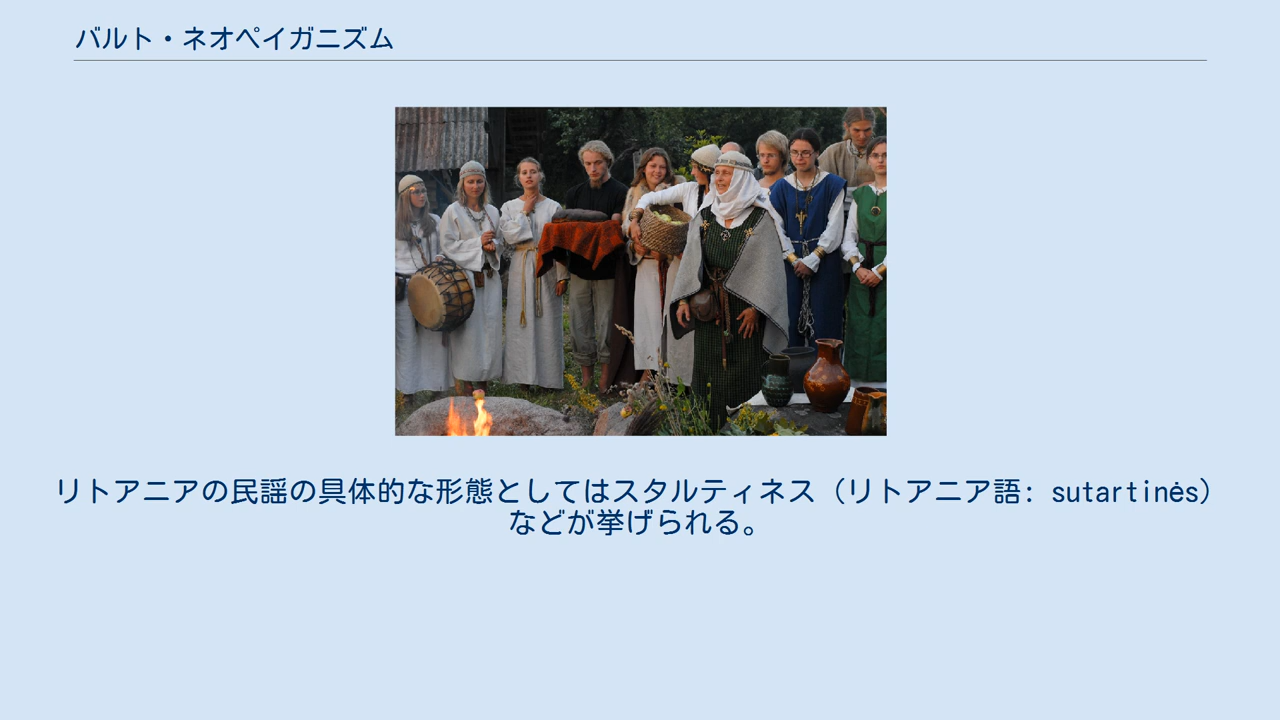 バルト・ネオペイガニズム
リトアニアの民謡の具体的な形態としてはスタルティネス（リトアニア語: sutartinės）
などが挙げられる。